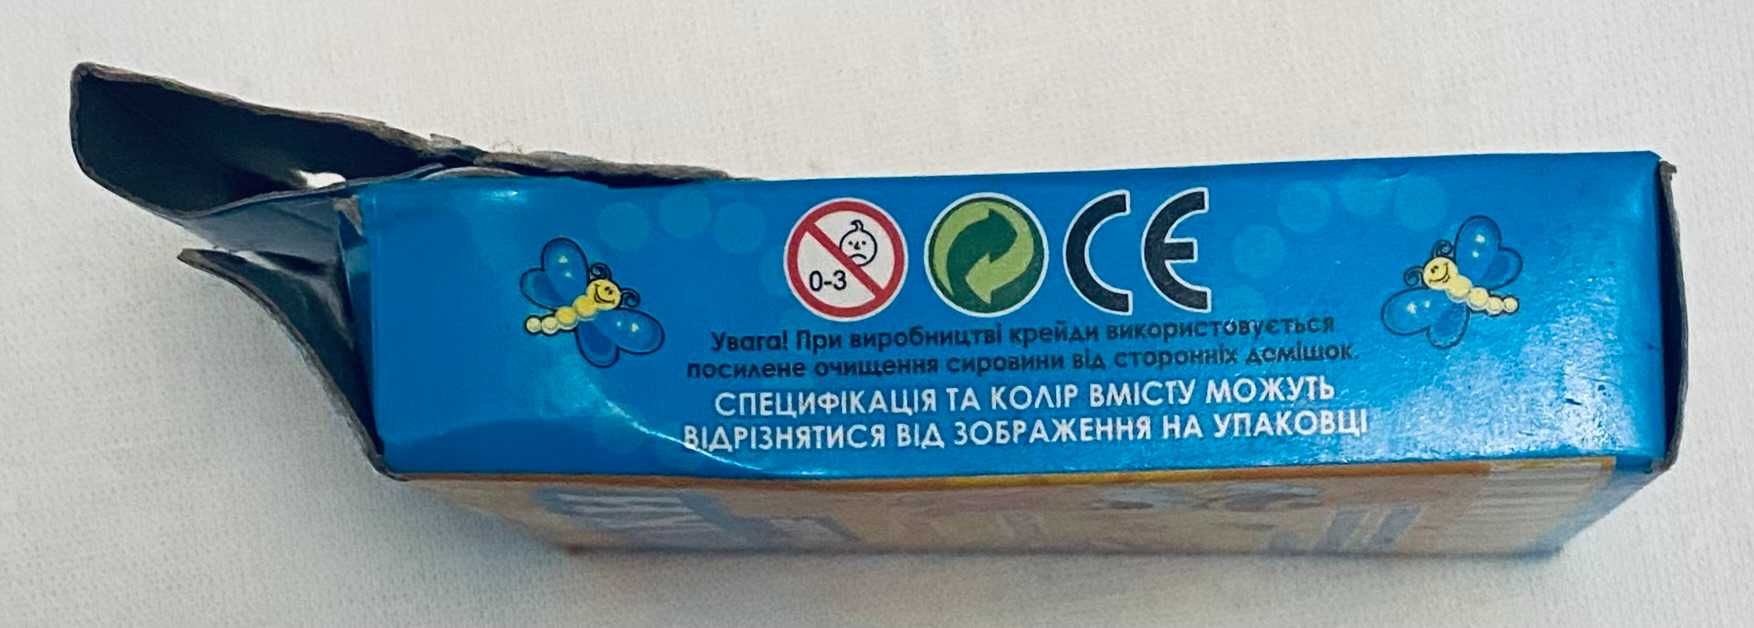 0-3
CE
Увага! При виробництві крейди використовується
посилене очищення сировини від сторонніх домішок.
СПЕЦИФІКАЦІЯ ТА КОЛІР ВМІСТУ МОЖУТЬ
ВІДРІЗНЯТИСЯ ВІД ЗОБРАЖЕННЯ НА УПАКОВЦІ